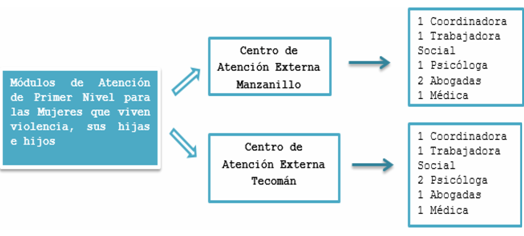 Módulos de Atención
de Primer Nivel para
las Mujeres que viven
violencia, sus hijas
e hijos
Centro de
Atención Externa
Manzanillo
1 Coordinadora
1 Trabajadora
Social
1 Psicóloga
2 Abogadas
1 Médica
Centro de
Atención Externa
Tecomán
1 Coordinadora
1 Trabajadora
Social
2 Psicóloga
1 Abogadas
1 Médica